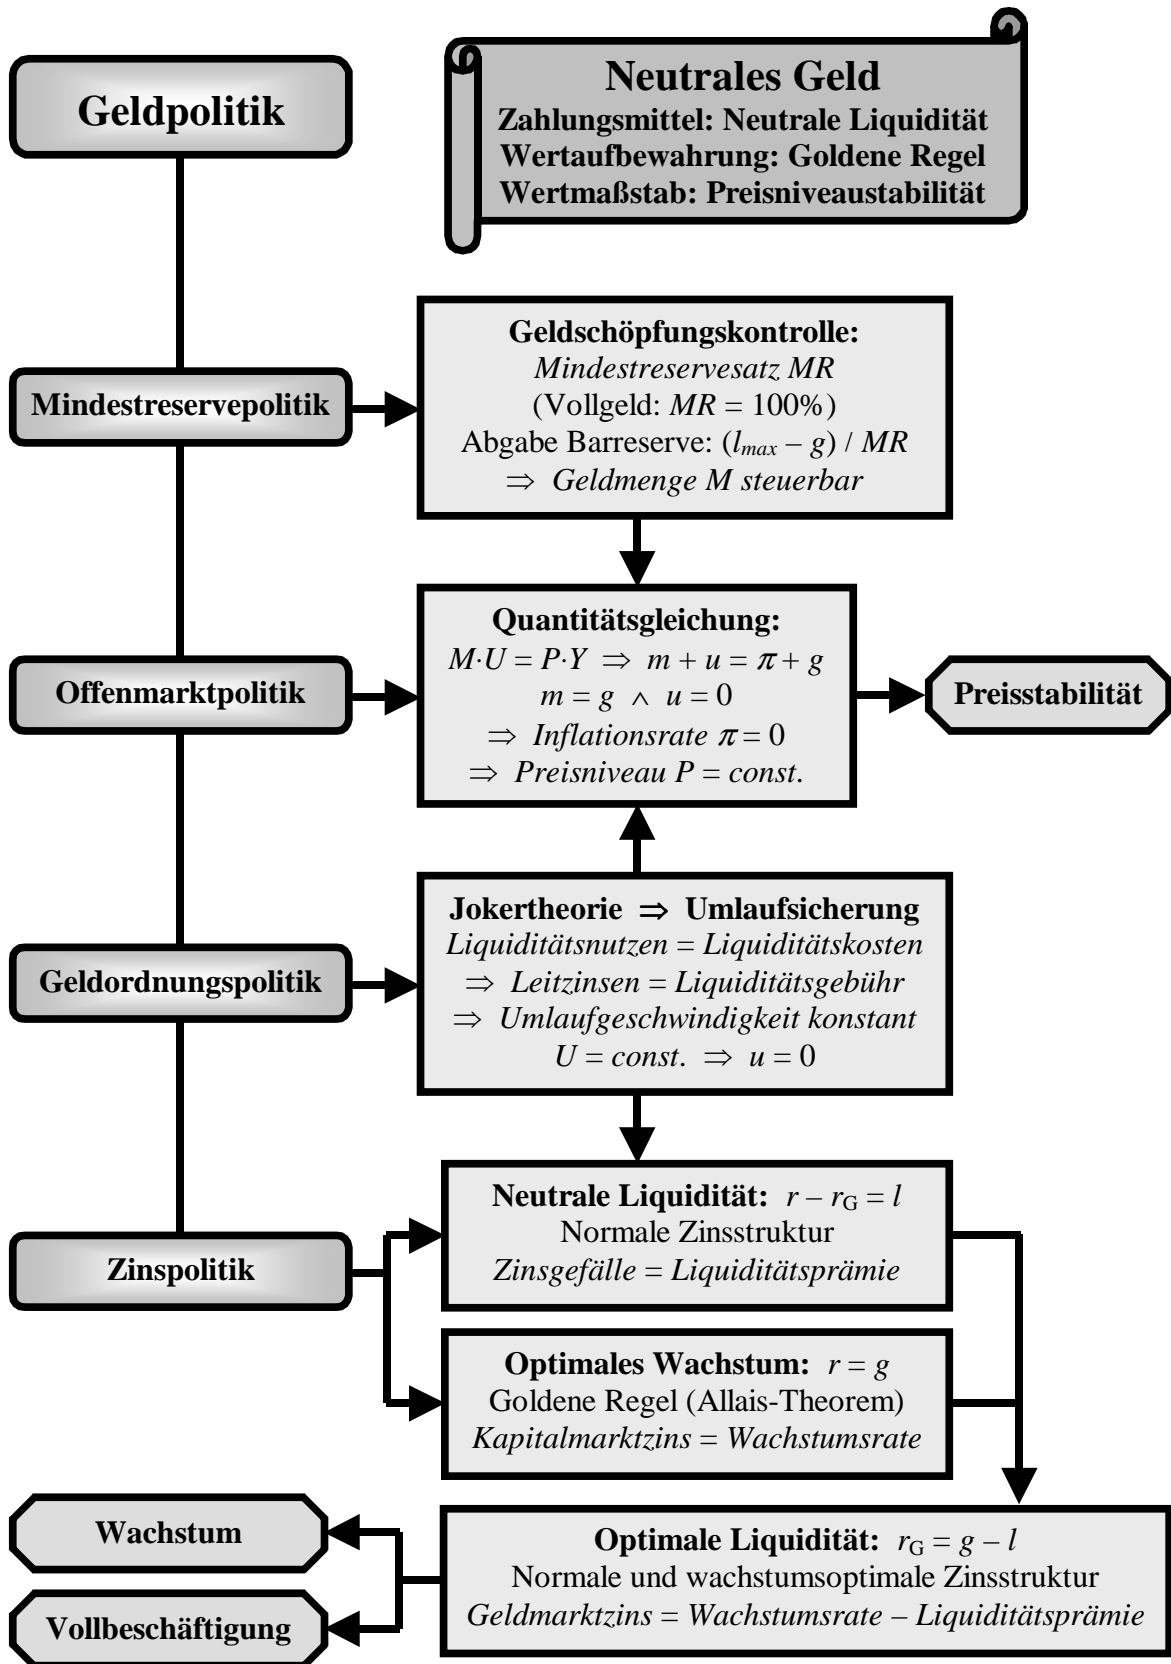 Geldpolitik
Neutrales Geld
Zahlungsmittel: Neutrale Liquidität
Wertaufbewahrung: Goldene Regel
Wertmaßstab: Preisniveaustabilität
Mindestreservepolitik
Geldschöpfungskontrolle:
Mindestreservesatz MR
(Vollgeld: MR = 100%)
Abgabe Barreserve: (l_max – g) / MR
⇒ Geldmenge M steuerbar
Offenmarktpolitik
Quantitätsgleichung:
M·U = P·Y ⇒ m + u = π + g
m = g ∧ u = 0
⇒ Inflationsrate π = 0
⇒ Preisniveau P = const.
Preisstabilität
Geldordnungspolitik
Jokertheorie ⇒ Umlaufsicherung
Liquiditätsnutzen = Liquiditätskosten
⇒ Leitzinsen = Liquiditätsgebühr
⇒ Umlaufgeschwindigkeit konstant
U = const. ⇒ u = 0
Zinspolitik
Neutrale Liquidität: r – r_G = l
Normale Zinsstruktur
Zinsgefälle = Liquiditätsprämie
Optimales Wachstum: r = g
Goldene Regel (Allais-Theorem)
Kapitalmarktzins = Wachstumsrate
Wachstum
Vollbeschäftigung
Optimale Liquidität: r_G = g – l
Normale und wachstumsoptimale Zinsstruktur
Geldmarktzins = Wachstumsrate – Liquiditätsprämie